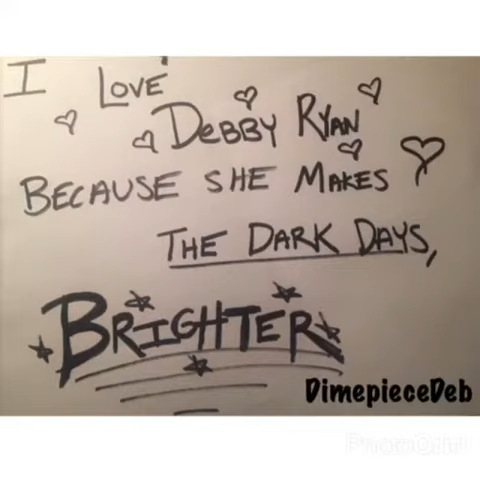 I LOVE
DEBBY RYAN
BECAUSE SHE MAKES
THE DARK DAYS,
BRIGHTER
DimepieceDeb